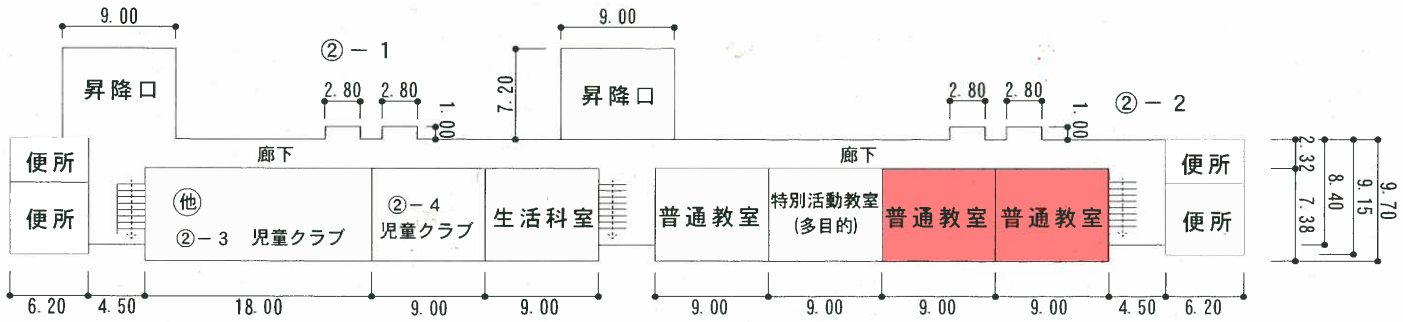 9.00
9.00
②－1
2.80
2.80
1.00
7.20
2.80
2.80
1.00
②－2
昇降口
昇降口
便所
廊下
廊下
便所
2.32
8.40
9.15
9.70
7.38
便所
他
②－3 児童クラブ
②－4
児童クラブ
生活科室
普通教室
特別活動教室
(多目的)
普通教室
普通教室
便所
6.20
4.50
18.00
9.00
9.00
9.00
9.00
9.00
9.00
4.50
6.20